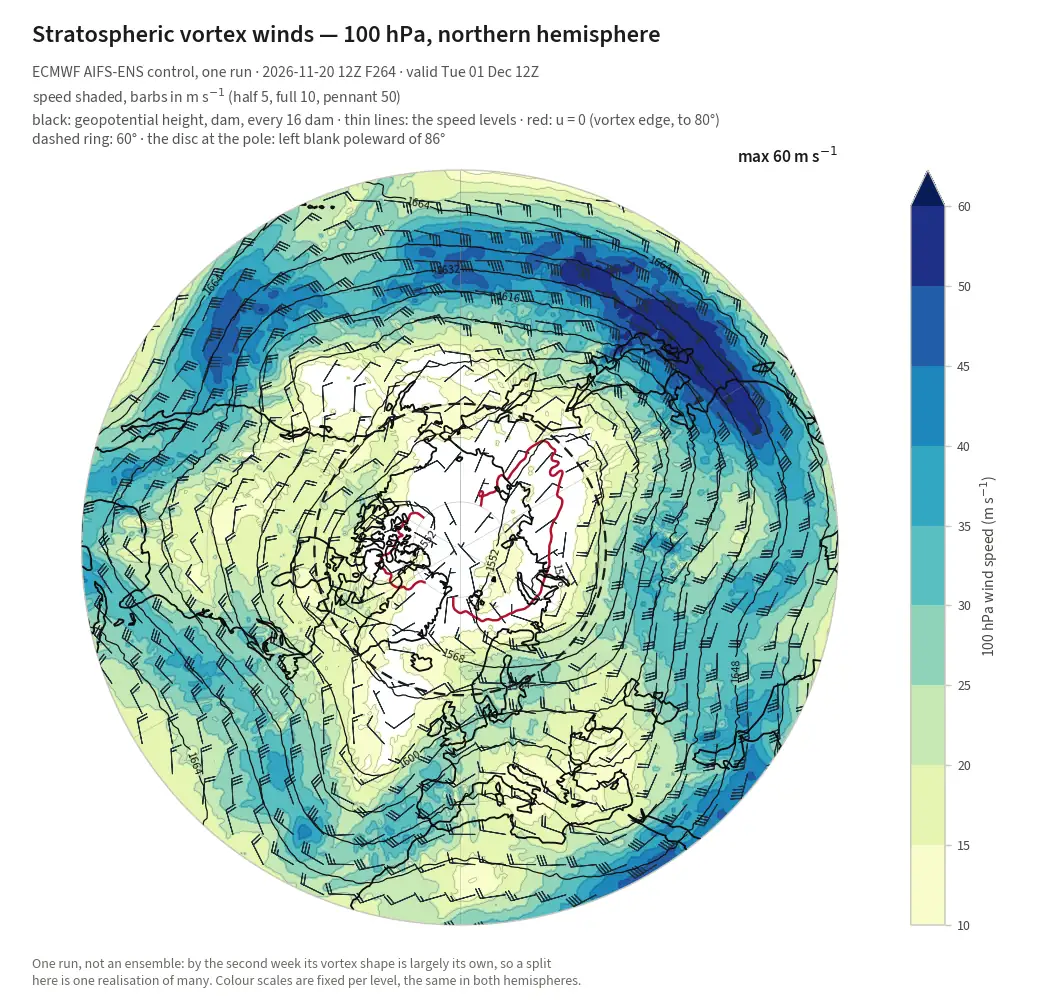 Stratospheric vortex winds — 100 hPa, northern hemisphere
ECMWF AIFS-ENS control, one run · 2026-11-20 12Z F264 · valid Tue 01 Dec 12Z
speed shaded, barbs in m s⁻¹ (half 5, full 10, pennant 50)
black: geopotential height, dam, every 16 dam · thin lines: the speed levels · red: u = 0 (vortex edge, to 80°)
dashed ring: 60° · the disc at the pole: left blank poleward of 86°
max 60 m s⁻¹
1664
1664
1632
1664
1616
1552
1552
1568
1648
1600
1664
60
50
45
40
35
30
25
20
15
10
100 hPa wind speed (m s⁻¹)
One run, not an ensemble: by the second week its vortex shape is largely its own, so a split
here is one realisation of many. Colour scales are fixed per level, the same in both hemispheres.